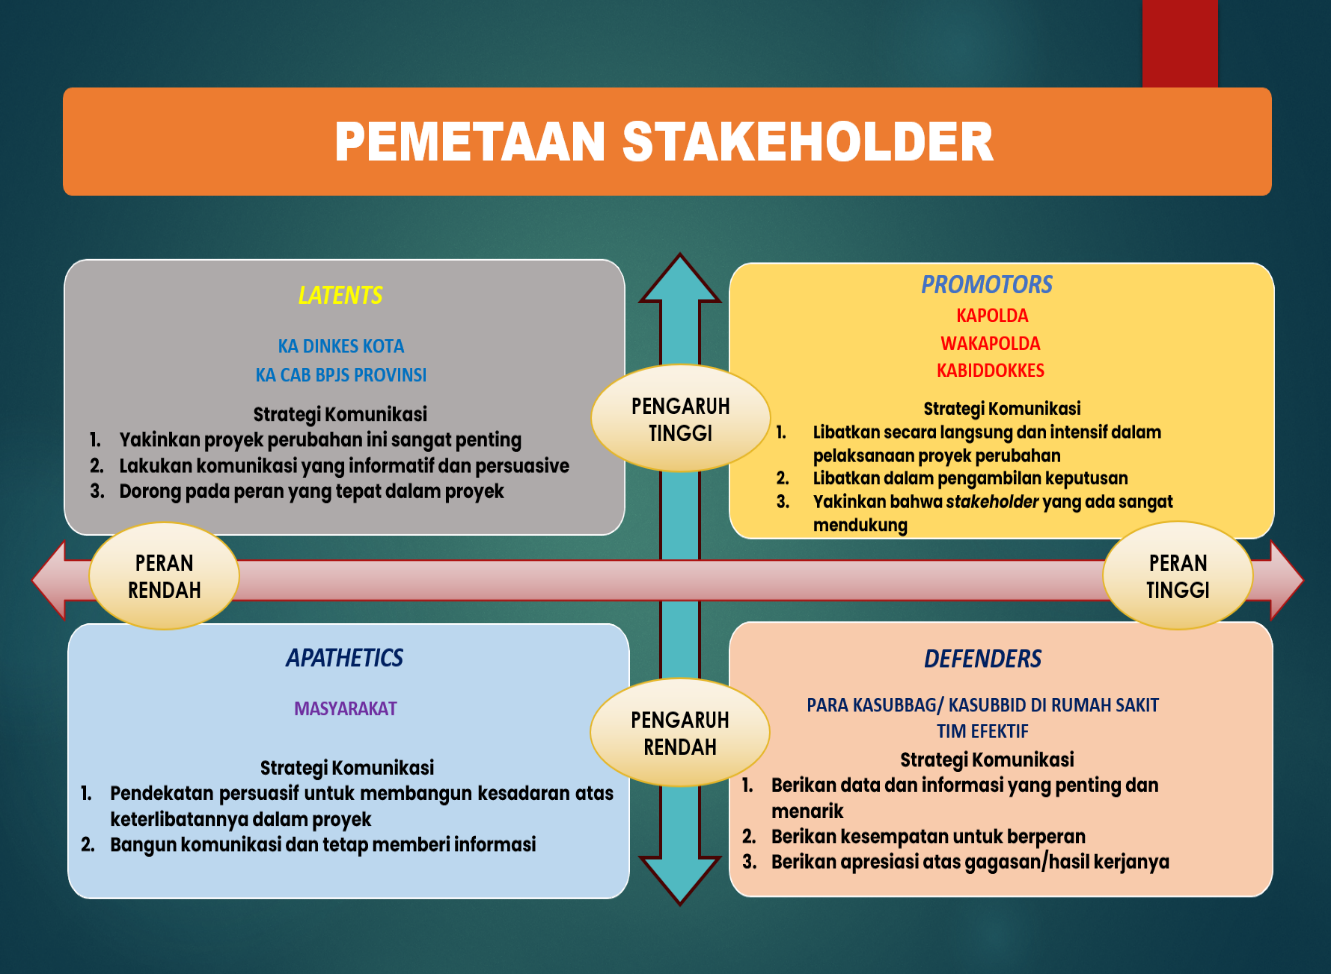 PEMETAAN STAKEHOLDER
LATENTS
KA DINKES KOTA
KA CAB BPJS PROVINSI
Strategi Komunikasi
1. Yakinkan proyek perubahan ini sangat penting
2. Lakukan komunikasi yang informatif dan persuasive
3. Dorong pada peran yang tepat dalam proyek
PENGARUH
TINGGI
PROMOTORS
KAPOLDA
WAKAPOLDA
KABIDDOKKES
Strategi Komunikasi
1. Libatkan secara langsung dan intensif dalam
pelaksanaan proyek perubahan
2. Libatkan dalam pengambilan keputusan
3. Yakinkan bahwa stakeholder yang ada sangat
mendukung
PERAN
RENDAH
PERAN
TINGGI
APATHETICS
MASYARAKAT
Strategi Komunikasi
1. Pendekatan persuasif untuk membangun kesadaran atas
keterlibatannya dalam proyek
2. Bangun komunikasi dan tetap memberi informasi
PENGARUH
RENDAH
DEFENDERS
PARA KASUBBAG/ KASUBBID DI RUMAH SAKIT
TIM EFEKTIF
Strategi Komunikasi
1. Berikan data dan informasi yang penting dan
menarik
2. Berikan kesempatan untuk berperan
3. Berikan apresiasi atas gagasan/hasil kerjanya